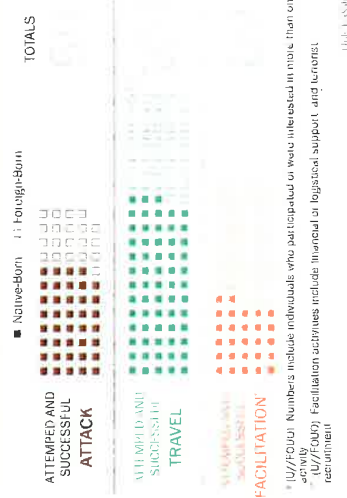 ■ Native-Born □ Foreign-Born
TOTALS
ATTEMPED AND
SUCCESSFUL
ATTACK
ATTEMPTED AND
SUCCESSFUL
TRAVEL
FACILITATION
(U//FOUO) Numbers include individuals who participated or were interested in more than on
activity
(U//FOUO) Facilitation activities include financial or logistical support and terrorist
recruitment